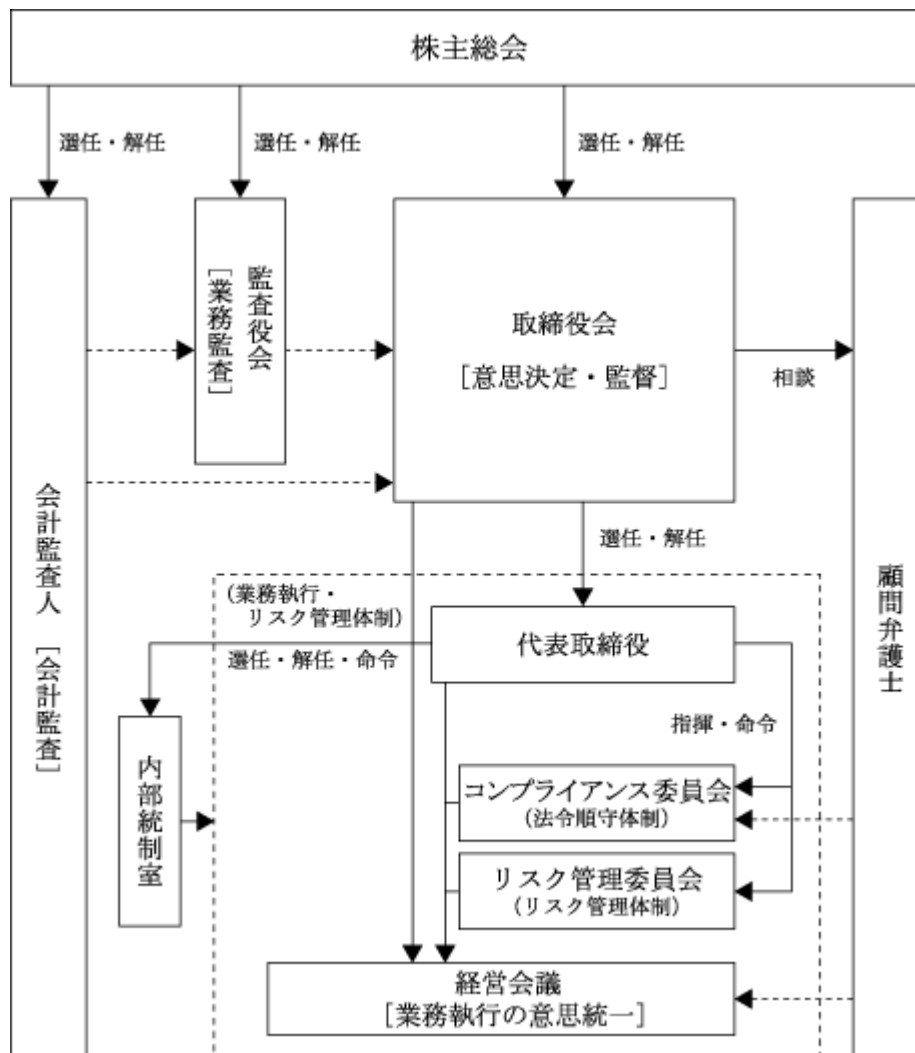 株主総会
選任・解任
選任・解任
選任・解任
監査役会
[業務監査]
取締役会
[意思決定・監督]
相談
会計監査人 [会計監査]
顧問弁護士
選任・解任
(業務執行・
リスク管理体制)
代表取締役
選任・解任・命令
指揮・命令
内部統制室
コンプライアンス委員会
(法令順守体制)
リスク管理委員会
(リスク管理体制)
経営会議
[業務執行の意思統一]